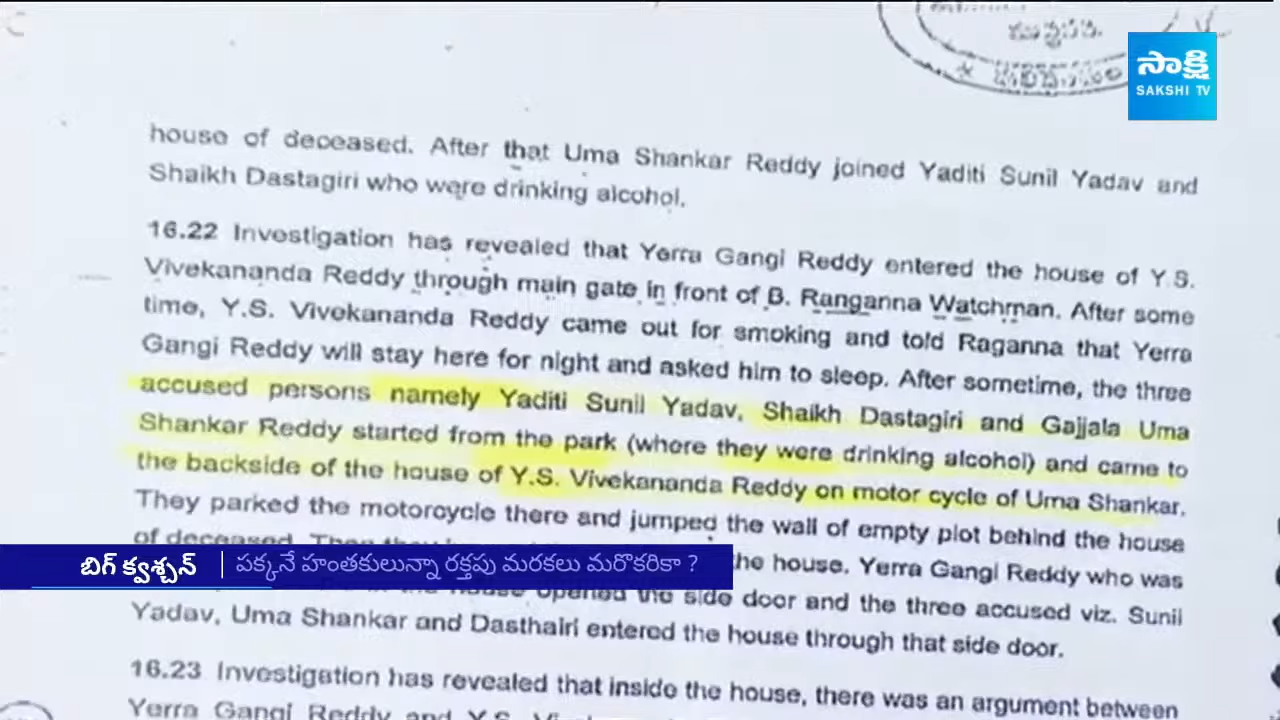 సాక్షి
SAKSHI TV
house of deceased. After that Uma Shankar Reddy joined Yaditi Sunil Yadav and
Shaikh Dastagiri who were drinking alcohol.
16.22 Investigation has revealed that Yerra Gangi Reddy entered the house of Y.S.
Vivekananda Reddy through main gate in front of B. Ranganna Watchman. After some
time, Y.S. Vivekananda Reddy came out for smoking and told Raganna that Yerra
Gangi Reddy will stay here for night and asked him to sleep. After sometime, the three
accused persons namely Yaditi Sunil Yadav, Shaikh Dastagiri and Gajjala Uma
Shankar Reddy started from the park (where they were drinking alcohol) and came to
the backside of the house of Y.S. Vivekananda Reddy on motor cycle of Uma Shankar.
They parked the motorcycle there and jumped the wall of empty plot behind the house
of deceased. the house. Yerra Gangi Reddy who was
బిగ్ క్వశ్చన్ | పక్కనే హంతకులున్నా రక్తపు మరకలు మరొకరికా ?
opened the side door and the three accused viz. Sunil
Yadav, Uma Shankar and Dasthairi entered the house through that side door.
16.23 Investigation has revealed that inside the house, there was an argument between
Yerra Gangi Reddy and Y.S.